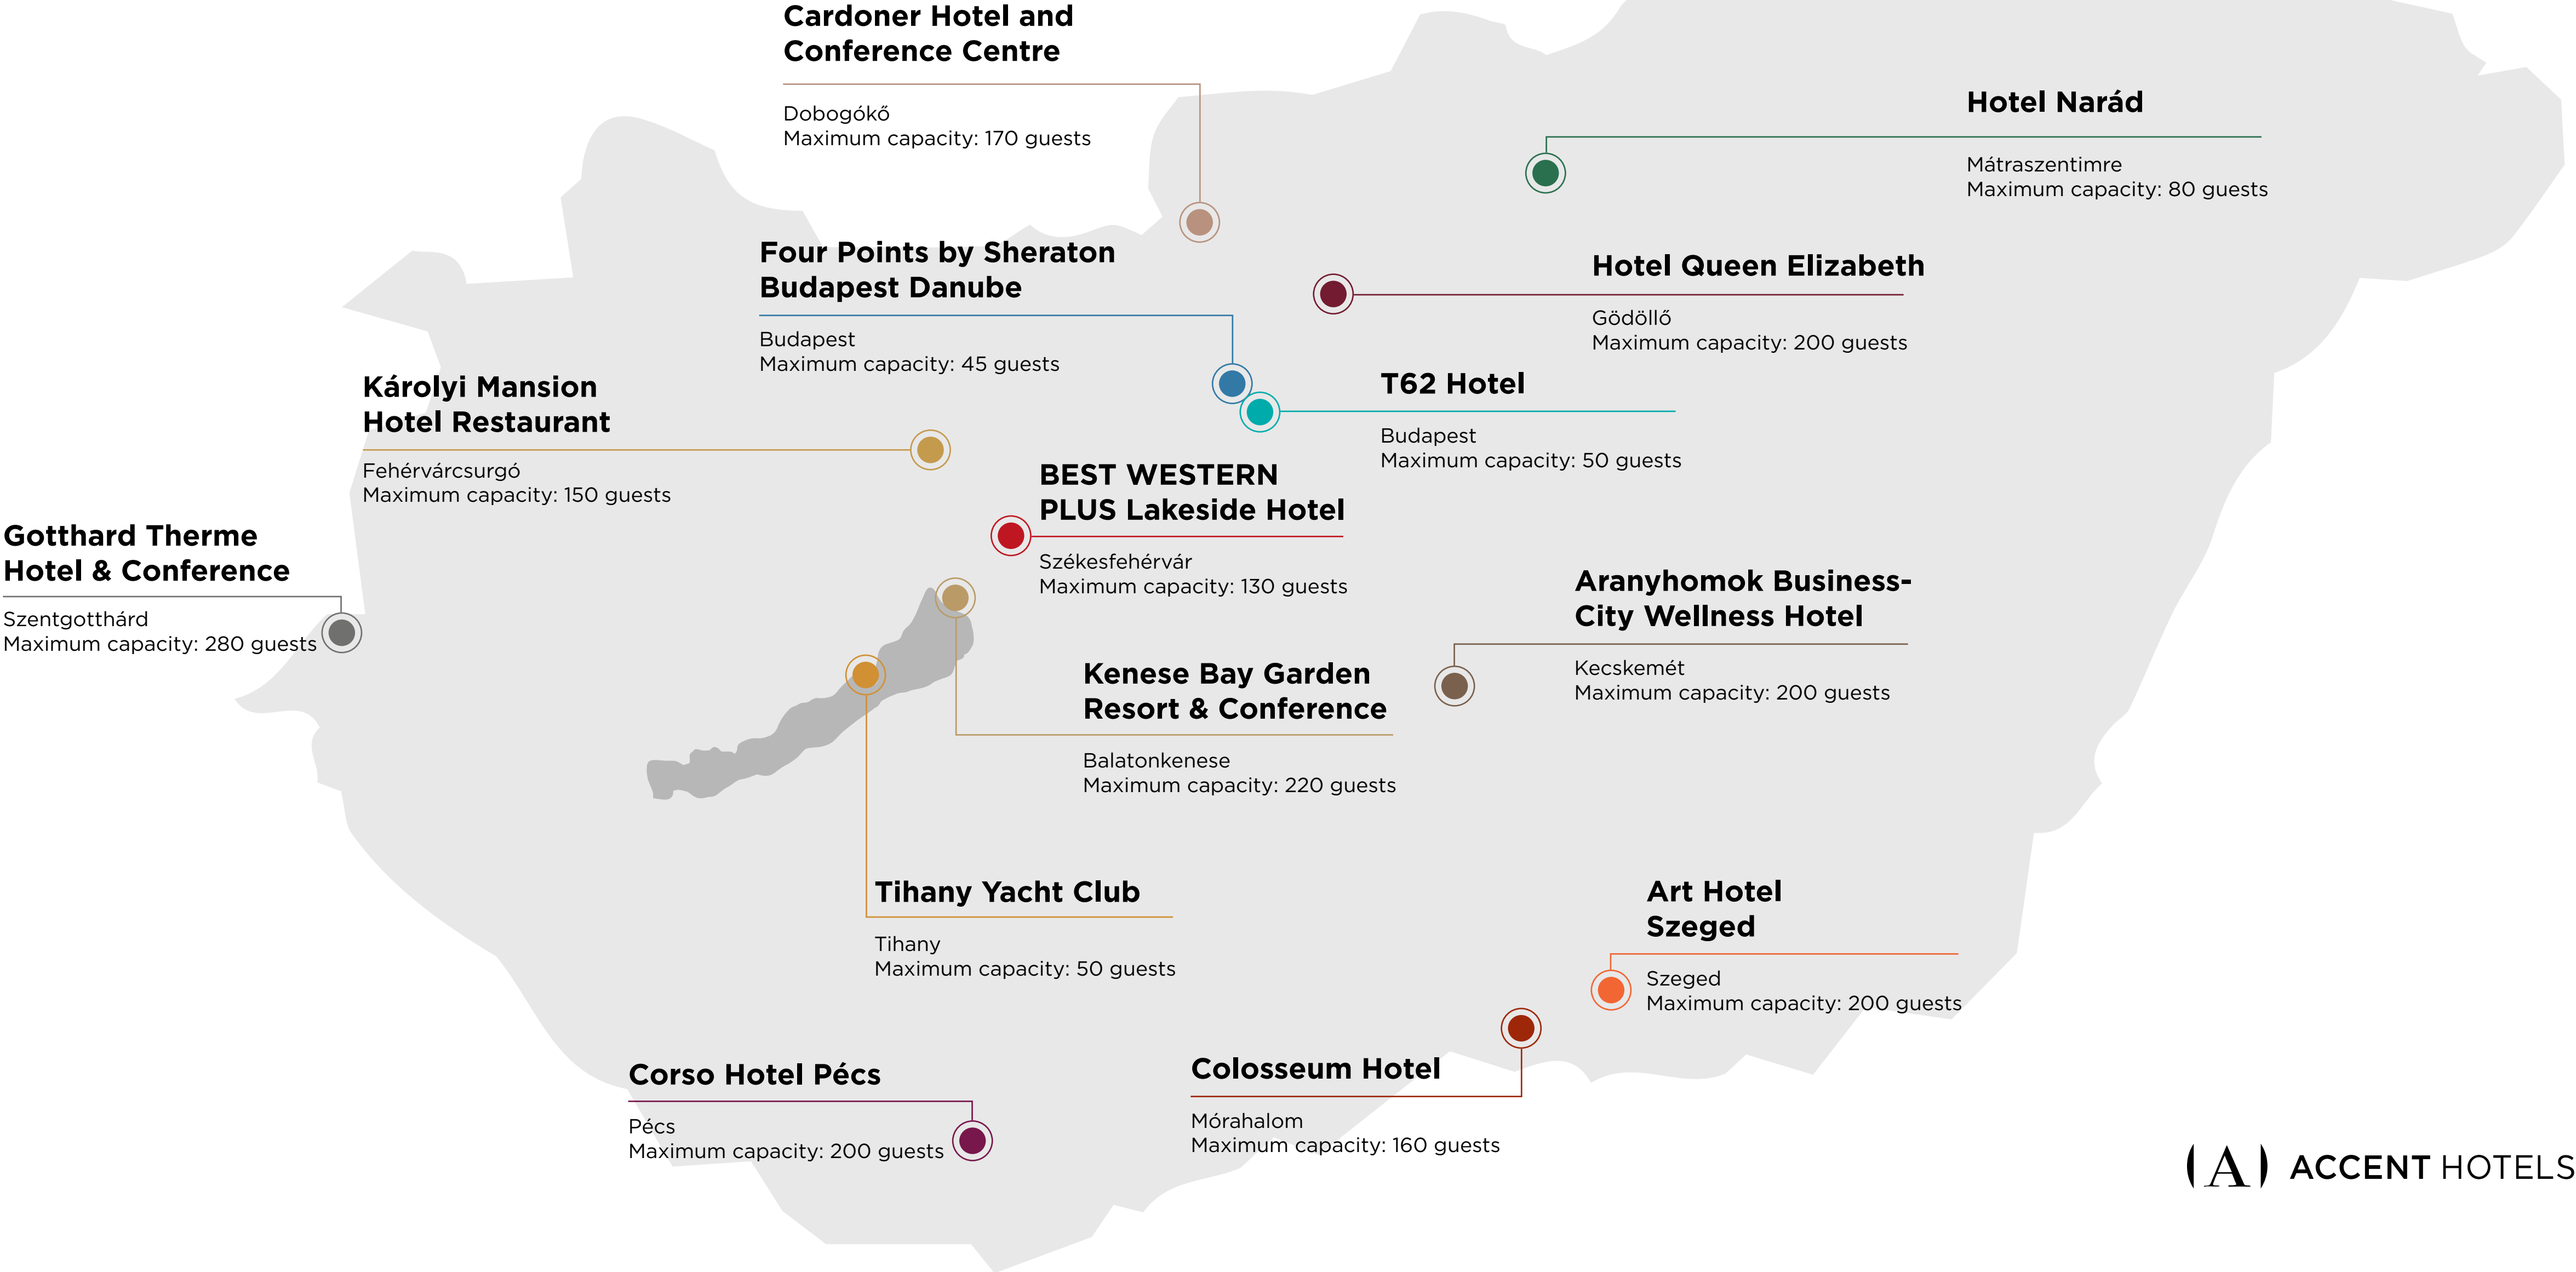 Cardoner Hotel and
Conference Centre
Dobogókő
Maximum capacity: 170 guests
Hotel Narád
Mátraszentimre
Maximum capacity: 80 guests
Four Points by Sheraton
Budapest Danube
Budapest
Maximum capacity: 45 guests
Hotel Queen Elizabeth
Gödöllő
Maximum capacity: 200 guests
Károlyi Mansion
Hotel Restaurant
Fehérvárcsurgó
Maximum capacity: 150 guests
T62 Hotel
Budapest
Maximum capacity: 50 guests
BEST WESTERN
PLUS Lakeside Hotel
Székesfehérvár
Maximum capacity: 130 guests
Gotthard Therme
Hotel & Conference
Szentgotthárd
Maximum capacity: 280 guests
Aranyhomok Business-
City Wellness Hotel
Kecskemét
Maximum capacity: 200 guests
Kenese Bay Garden
Resort & Conference
Balatonkenese
Maximum capacity: 220 guests
Tihany Yacht Club
Tihany
Maximum capacity: 50 guests
Art Hotel
Szeged
Szeged
Maximum capacity: 200 guests
Corso Hotel Pécs
Pécs
Maximum capacity: 200 guests
Colosseum Hotel
Mórahalom
Maximum capacity: 160 guests
(A) ACCENT HOTELS